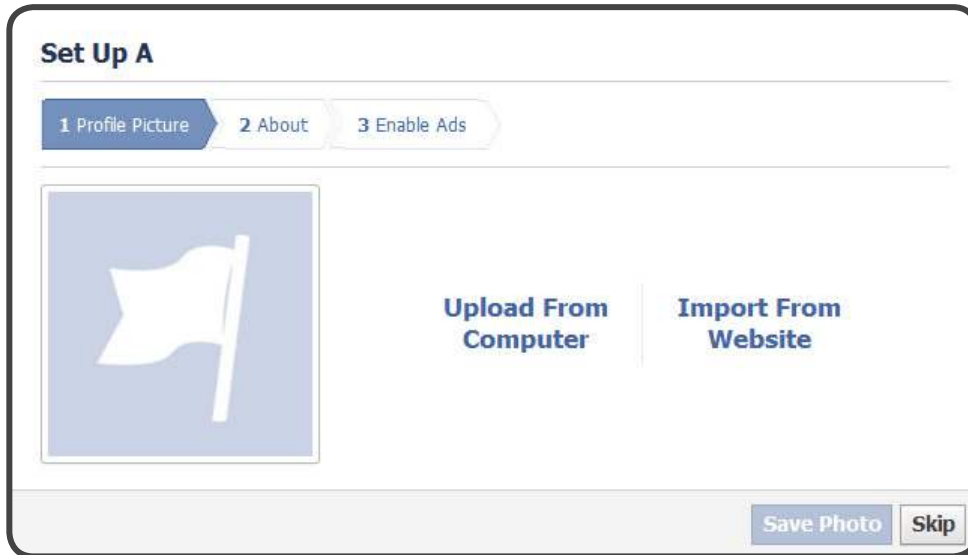 Set Up A
1 Profile Picture 2 About 3 Enable Ads
Upload From
Computer
Import From
Website
Save Photo Skip